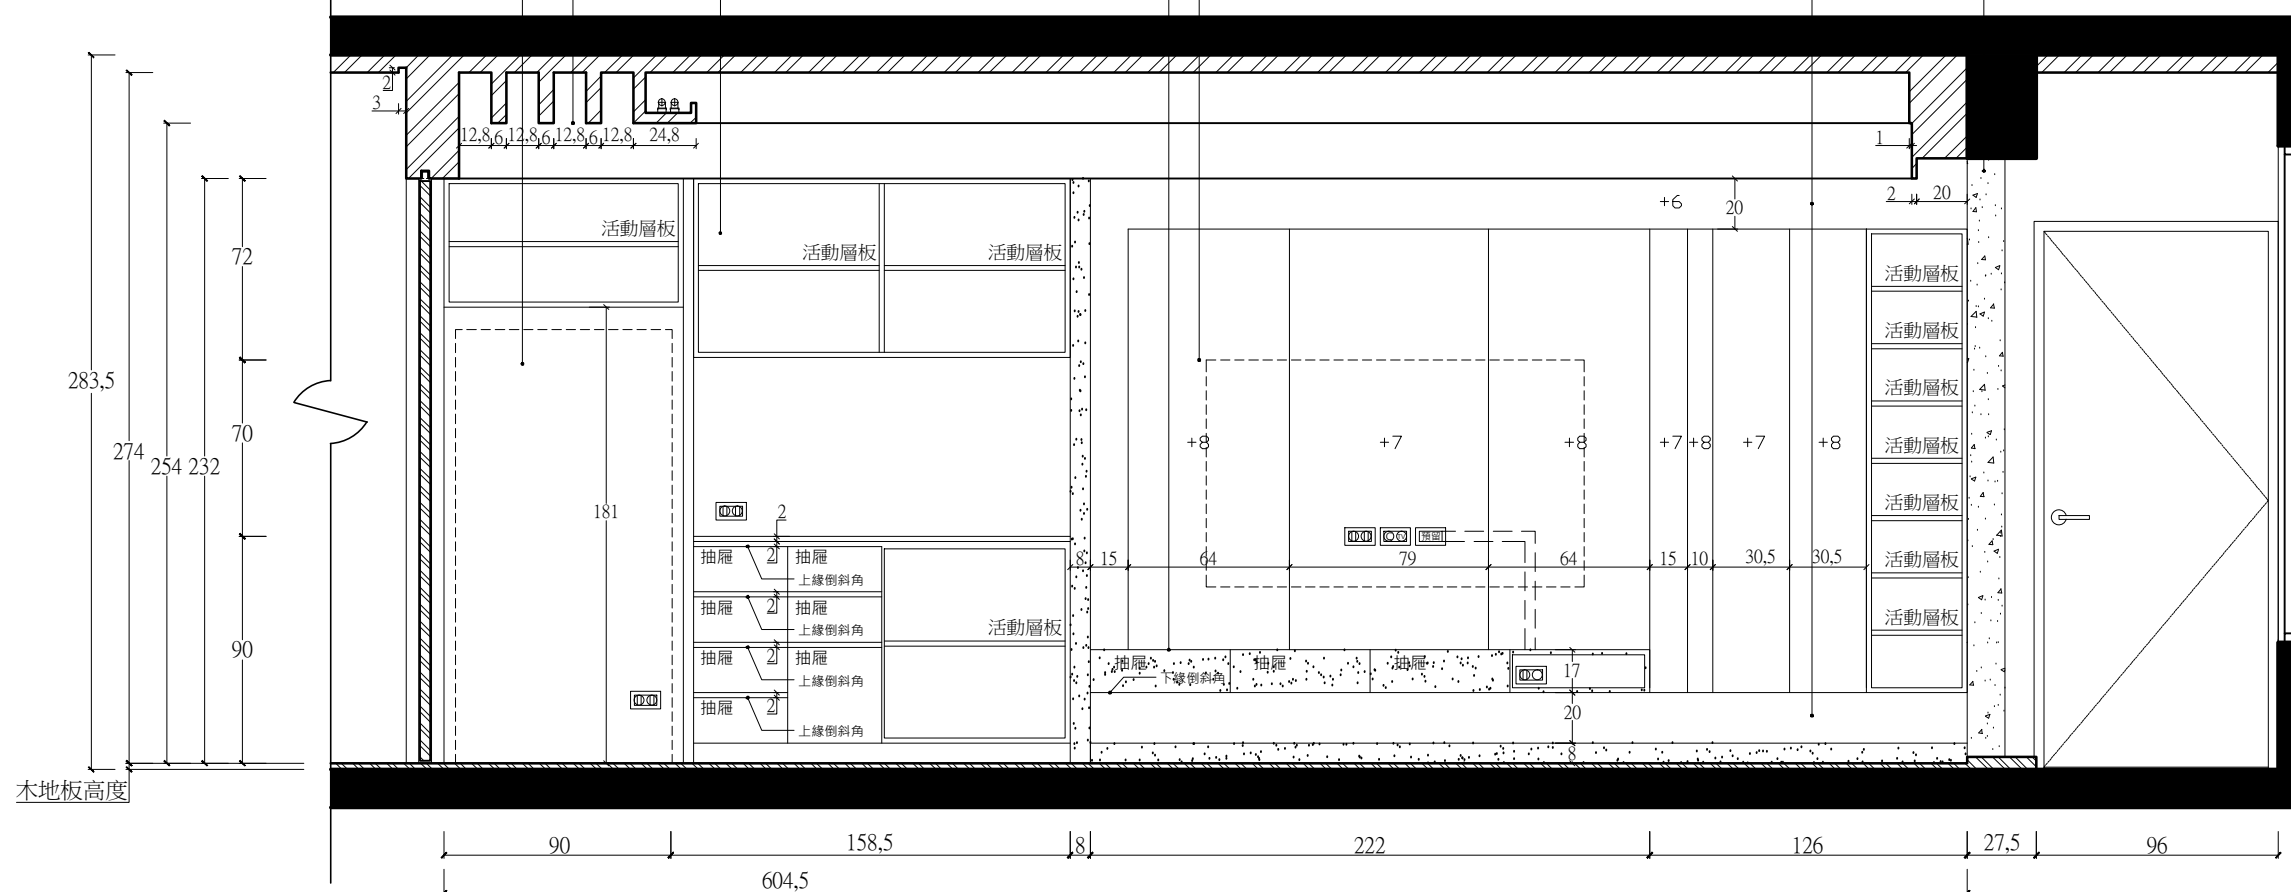 2
3
12,8 6 12,8 6 12,8 6 12,8 24,8
1
2 20
+6
20
活動層板
活動層板
活動層板
活動層板
活動層板
活動層板
活動層板
活動層板
活動層板
活動層板
283,5
274
254
232
72
70
90
181
+8
+7
+8
+7
+8
+7
+8
預留
8 15 64 79 64 15 10 30,5 30,5
2
抽屜 2 抽屜
上緣倒斜角
抽屜 2 抽屜
上緣倒斜角
活動層板
抽屜 2 抽屜
上緣倒斜角
抽屜 2
上緣倒斜角
抽屜 抽屜 抽屜
下緣倒斜角
17
20
8
木地板高度
90 158,5 8 222 126 27,5 96
604,5